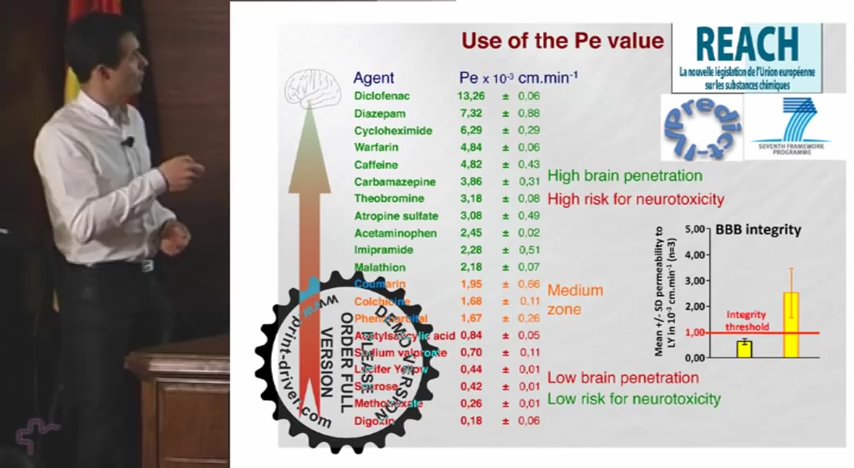 Use of the Pe value
REACH
La nouvelle législation de l'Union européenne
sur les substances chimiques
Predict-IV
SEVENTH FRAMEWORK
PROGRAMME
Agent Pe x 10⁻³ cm.min⁻¹
Diclofenac 13,26 ± 0,06
Diazepam 7,32 ± 0,88
Cycloheximide 6,29 ± 0,29
Warfarin 4,84 ± 0,06
Caffeine 4,82 ± 0,43
Carbamazepine 3,86 ± 0,31
Theobromine 3,18 ± 0,08
Atropine sulfate 3,08 ± 0,49
Acetaminophen 2,45 ± 0,02
Imipramide 2,28 ± 0,51
Malathion 2,18 ± 0,07
Coumarin 1,95 ± 0,66
Colchicine 1,68 ± 0,11
Phenobarbital 1,67 ± 0,26
Acetylsalicylic acid 0,84 ± 0,05
Sodium valproate 0,70 ± 0,11
Lucifer Yellow 0,44 ± 0,01
Sucrose 0,42 ± 0,01
Methotrexate 0,26 ± 0,01
Digoxin 0,18 ± 0,06
High brain penetration
High risk for neurotoxicity
Medium
zone
Low brain penetration
Low risk for neurotoxicity
BBB integrity
Mean +/- SD permeability to
LY in 10⁻³ cm.min⁻¹ (n=3)
5,00
4,00
3,00
2,00
1,00
0,00
Integrity
threshold
DEMO VERSION
PLEASE
ORDER FULL
VERSION
print-driver.com